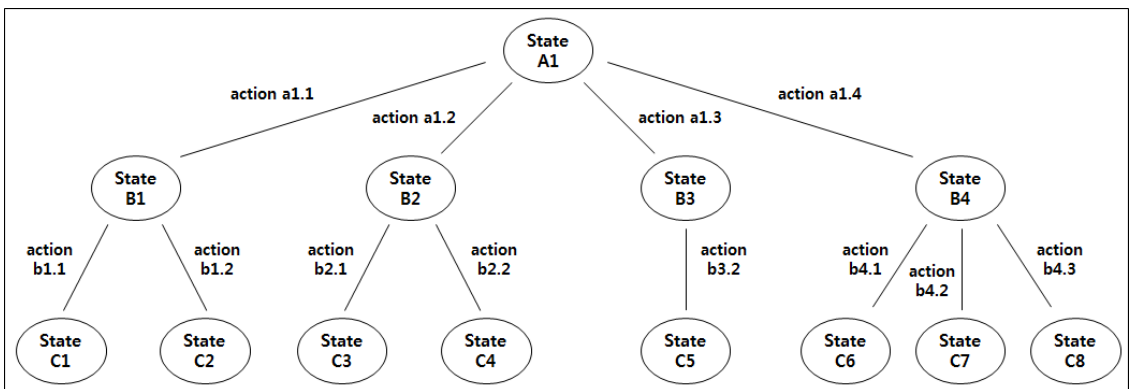 State
A1
action a1.1
action a1.2
action a1.3
action a1.4
State
B1
State
B2
State
B3
State
B4
action
b1.1
action
b1.2
action
b2.1
action
b2.2
action
b3.2
action
b4.1
action
b4.2
action
b4.3
State
C1
State
C2
State
C3
State
C4
State
C5
State
C6
State
C7
State
C8